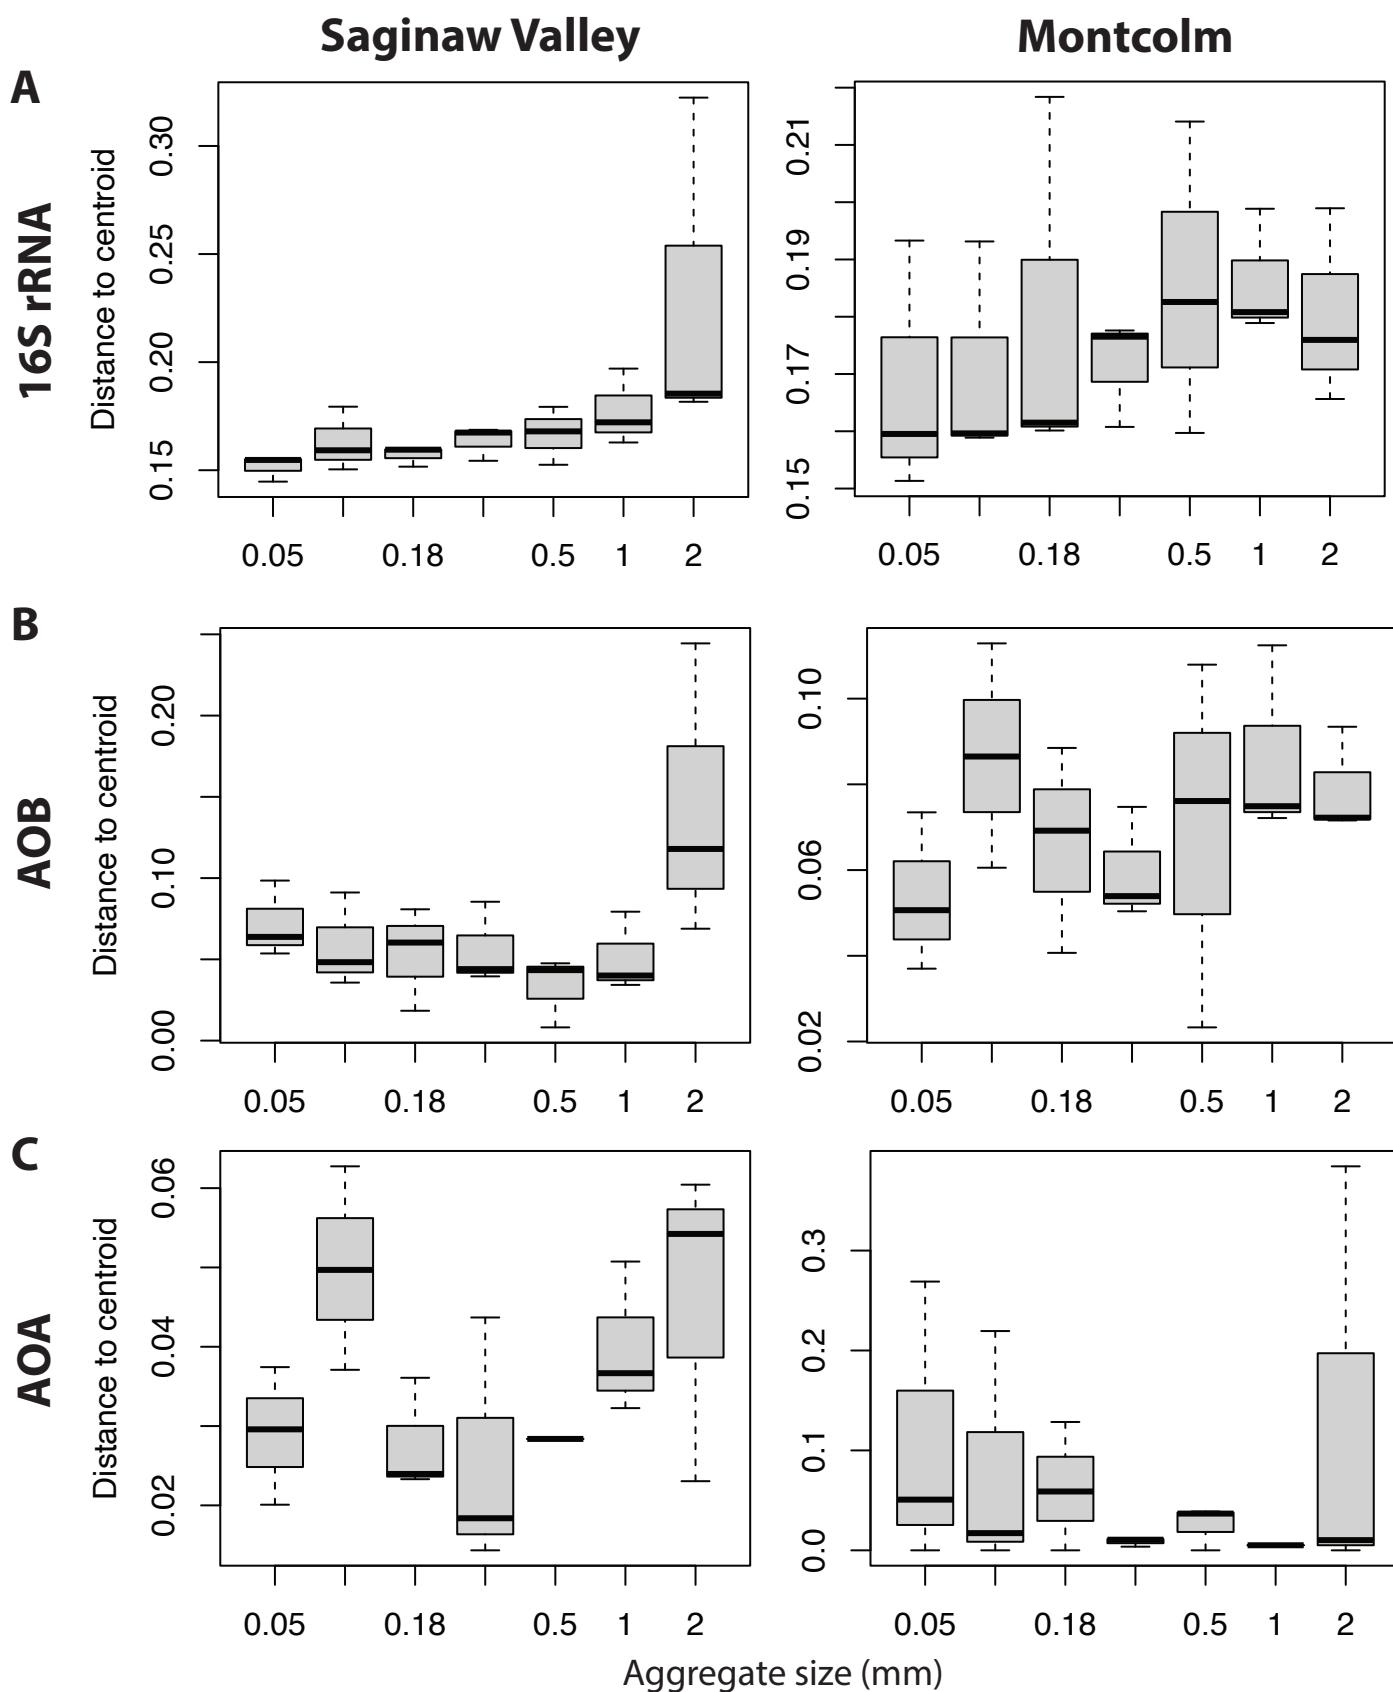 Saginaw Valley
Montcolm
A
16S rRNA
Distance to centroid
0.30
0.25
0.20
0.15
0.05 0.18 0.5 1 2
0.21
0.19
0.17
0.15
0.05 0.18 0.5 1 2
B
AOB
Distance to centroid
0.20
0.10
0.00
0.05 0.18 0.5 1 2
0.10
0.06
0.02
0.05 0.18 0.5 1 2
C
AOA
Distance to centroid
0.06
0.04
0.02
0.05 0.18 0.5 1 2
0.3
0.2
0.1
0.0
0.05 0.18 0.5 1 2
Aggregate size (mm)